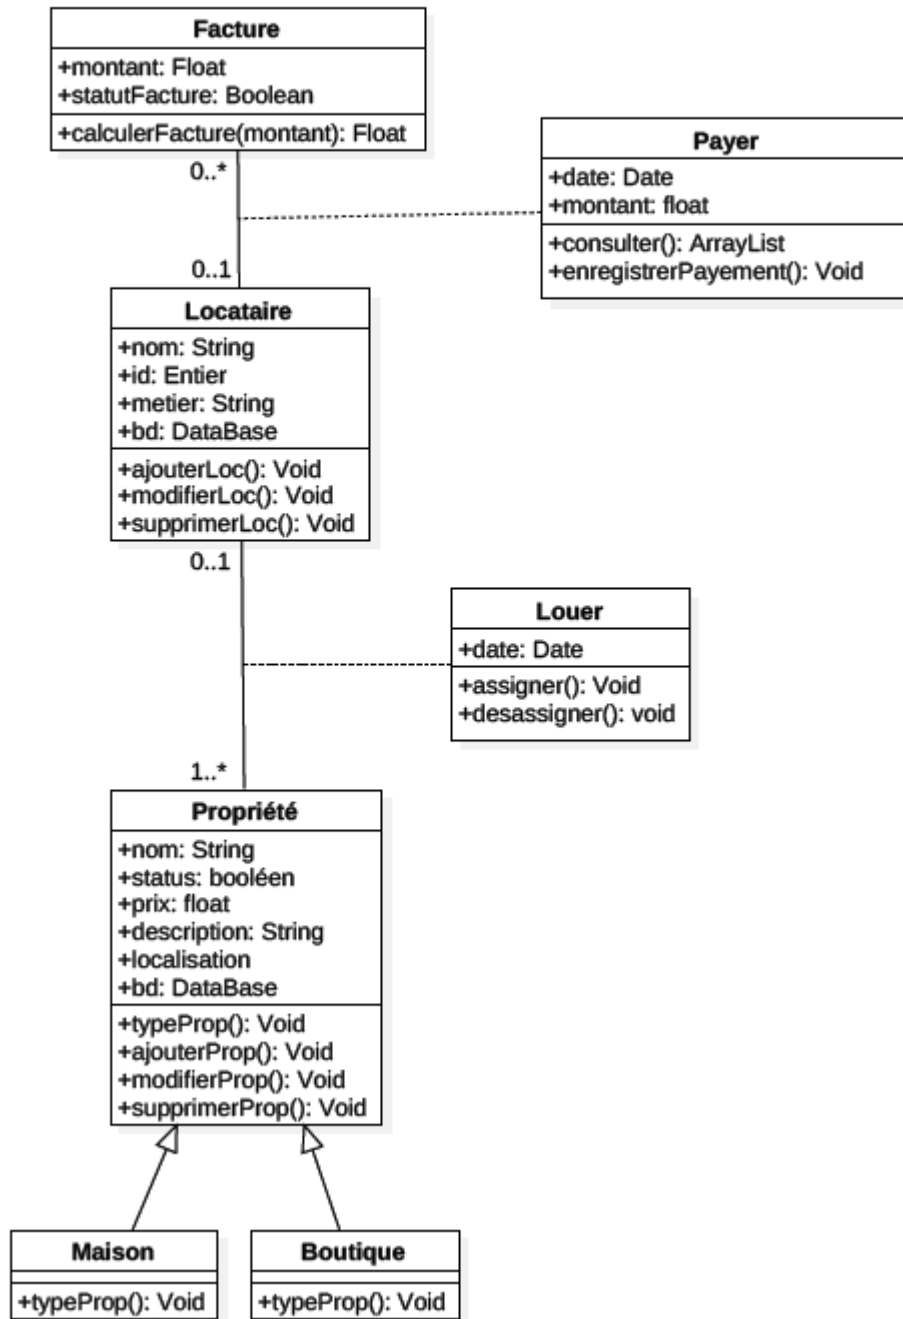 Facture
+montant: Float
+statutFacture: Boolean
+calculerFacture(montant): Float
0..*
Payer
+date: Date
+montant: float
+consulter(): ArrayList
+enregistrerPayement(): Void
0..1
Locataire
+nom: String
+id: Entier
+metier: String
+bd: DataBase
+ajouterLoc(): Void
+modifierLoc(): Void
+supprimerLoc(): Void
0..1
Louer
+date: Date
+assigner(): Void
+desassigner(): void
1..*
Propriété
+nom: String
+status: booléen
+prix: float
+description: String
+localisation
+bd: DataBase
+typeProp(): Void
+ajouterProp(): Void
+modifierProp(): Void
+supprimerProp(): Void
Maison
+typeProp(): Void
Boutique
+typeProp(): Void